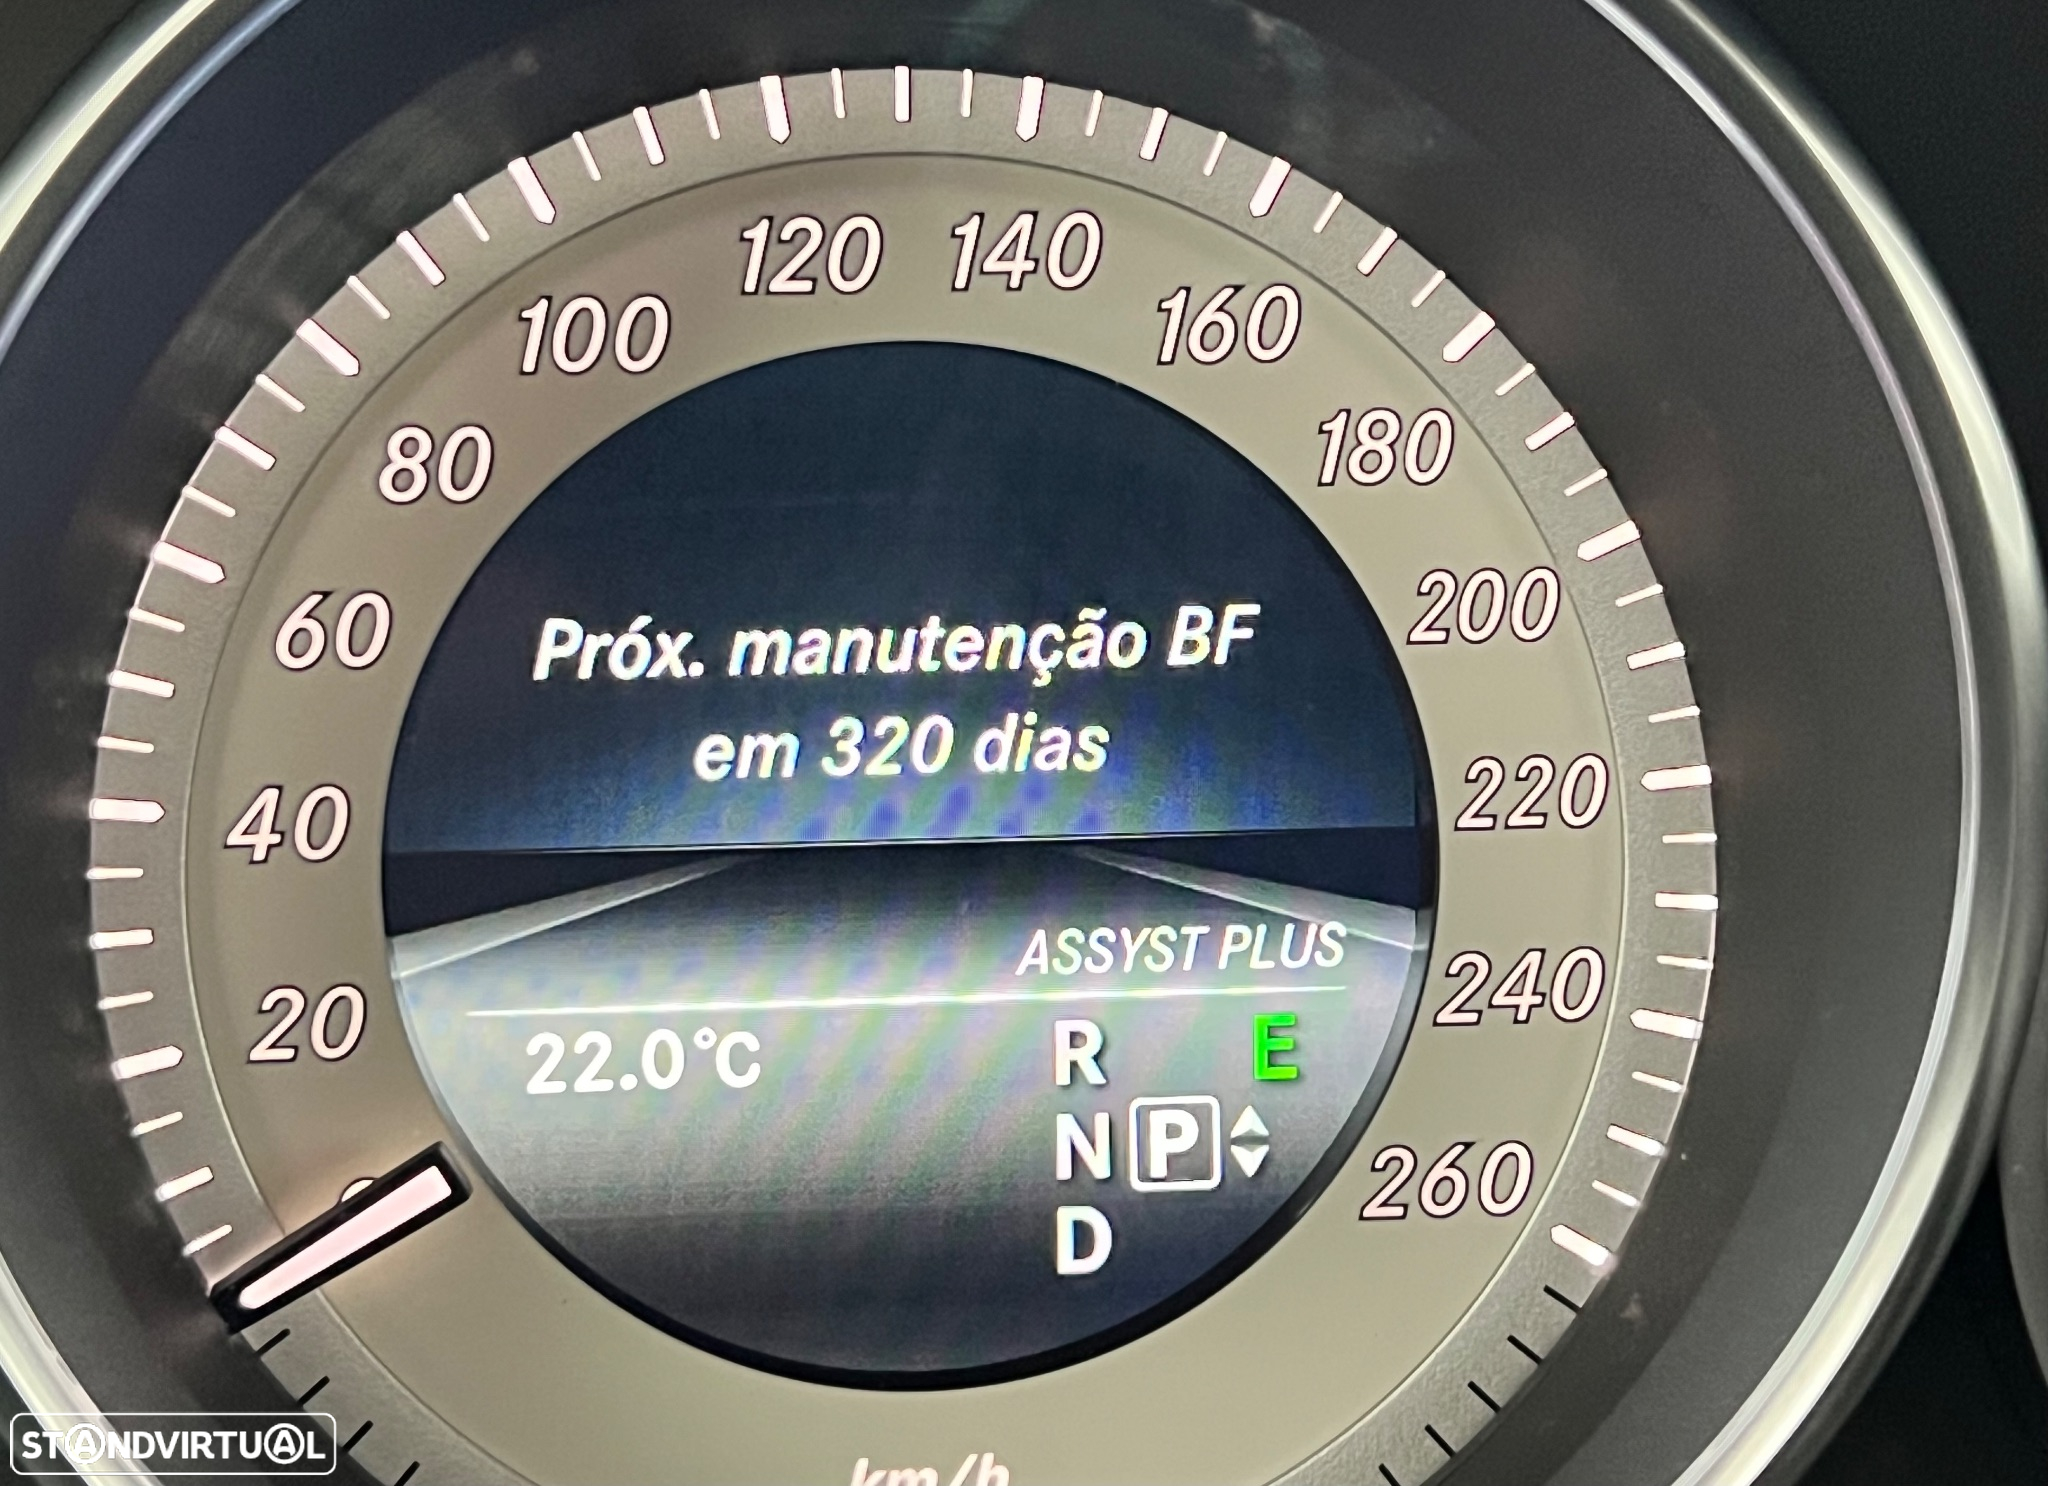 120 140
100 160
80 180
60 200
40 220
20 240
260
Próx. manutenção BF
em 320 dias
ASSYST PLUS
22.0°C
R E
N P
D
km/h
STANDVIRTUAL